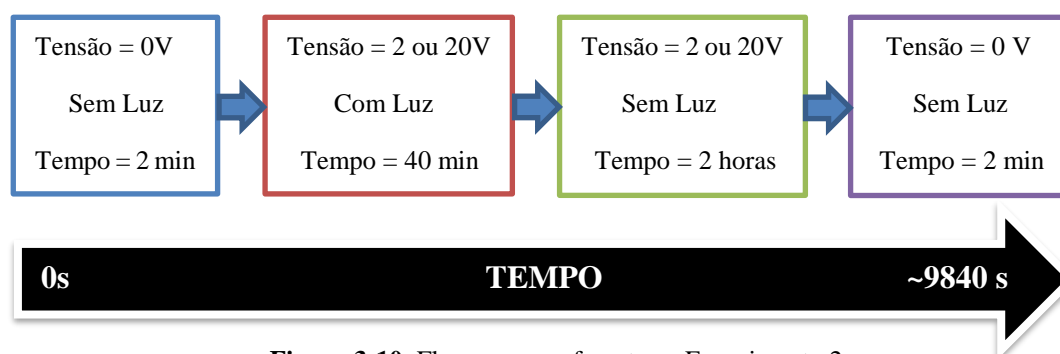 Tensão = 0V
Sem Luz
Tempo = 2 min
Tensão = 2 ou 20V
Com Luz
Tempo = 40 min
Tensão = 2 ou 20V
Sem Luz
Tempo = 2 horas
Tensão = 0 V
Sem Luz
Tempo = 2 min
0s TEMPO ~9840 s